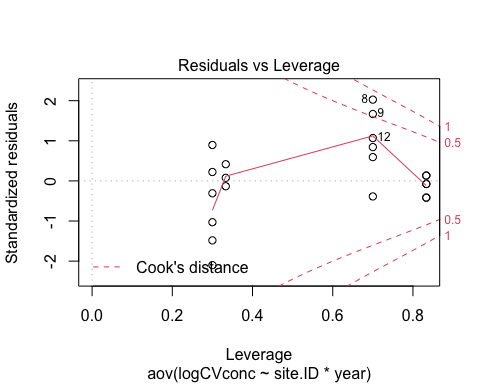 Residuals vs Leverage
Standardized residuals
2
1
0
-1
-2
8
9
12
1
0.5
0.5
1
Cook's distance
0.0 0.2 0.4 0.6 0.8
Leverage
aov(logCVconc ~ site.ID * year)